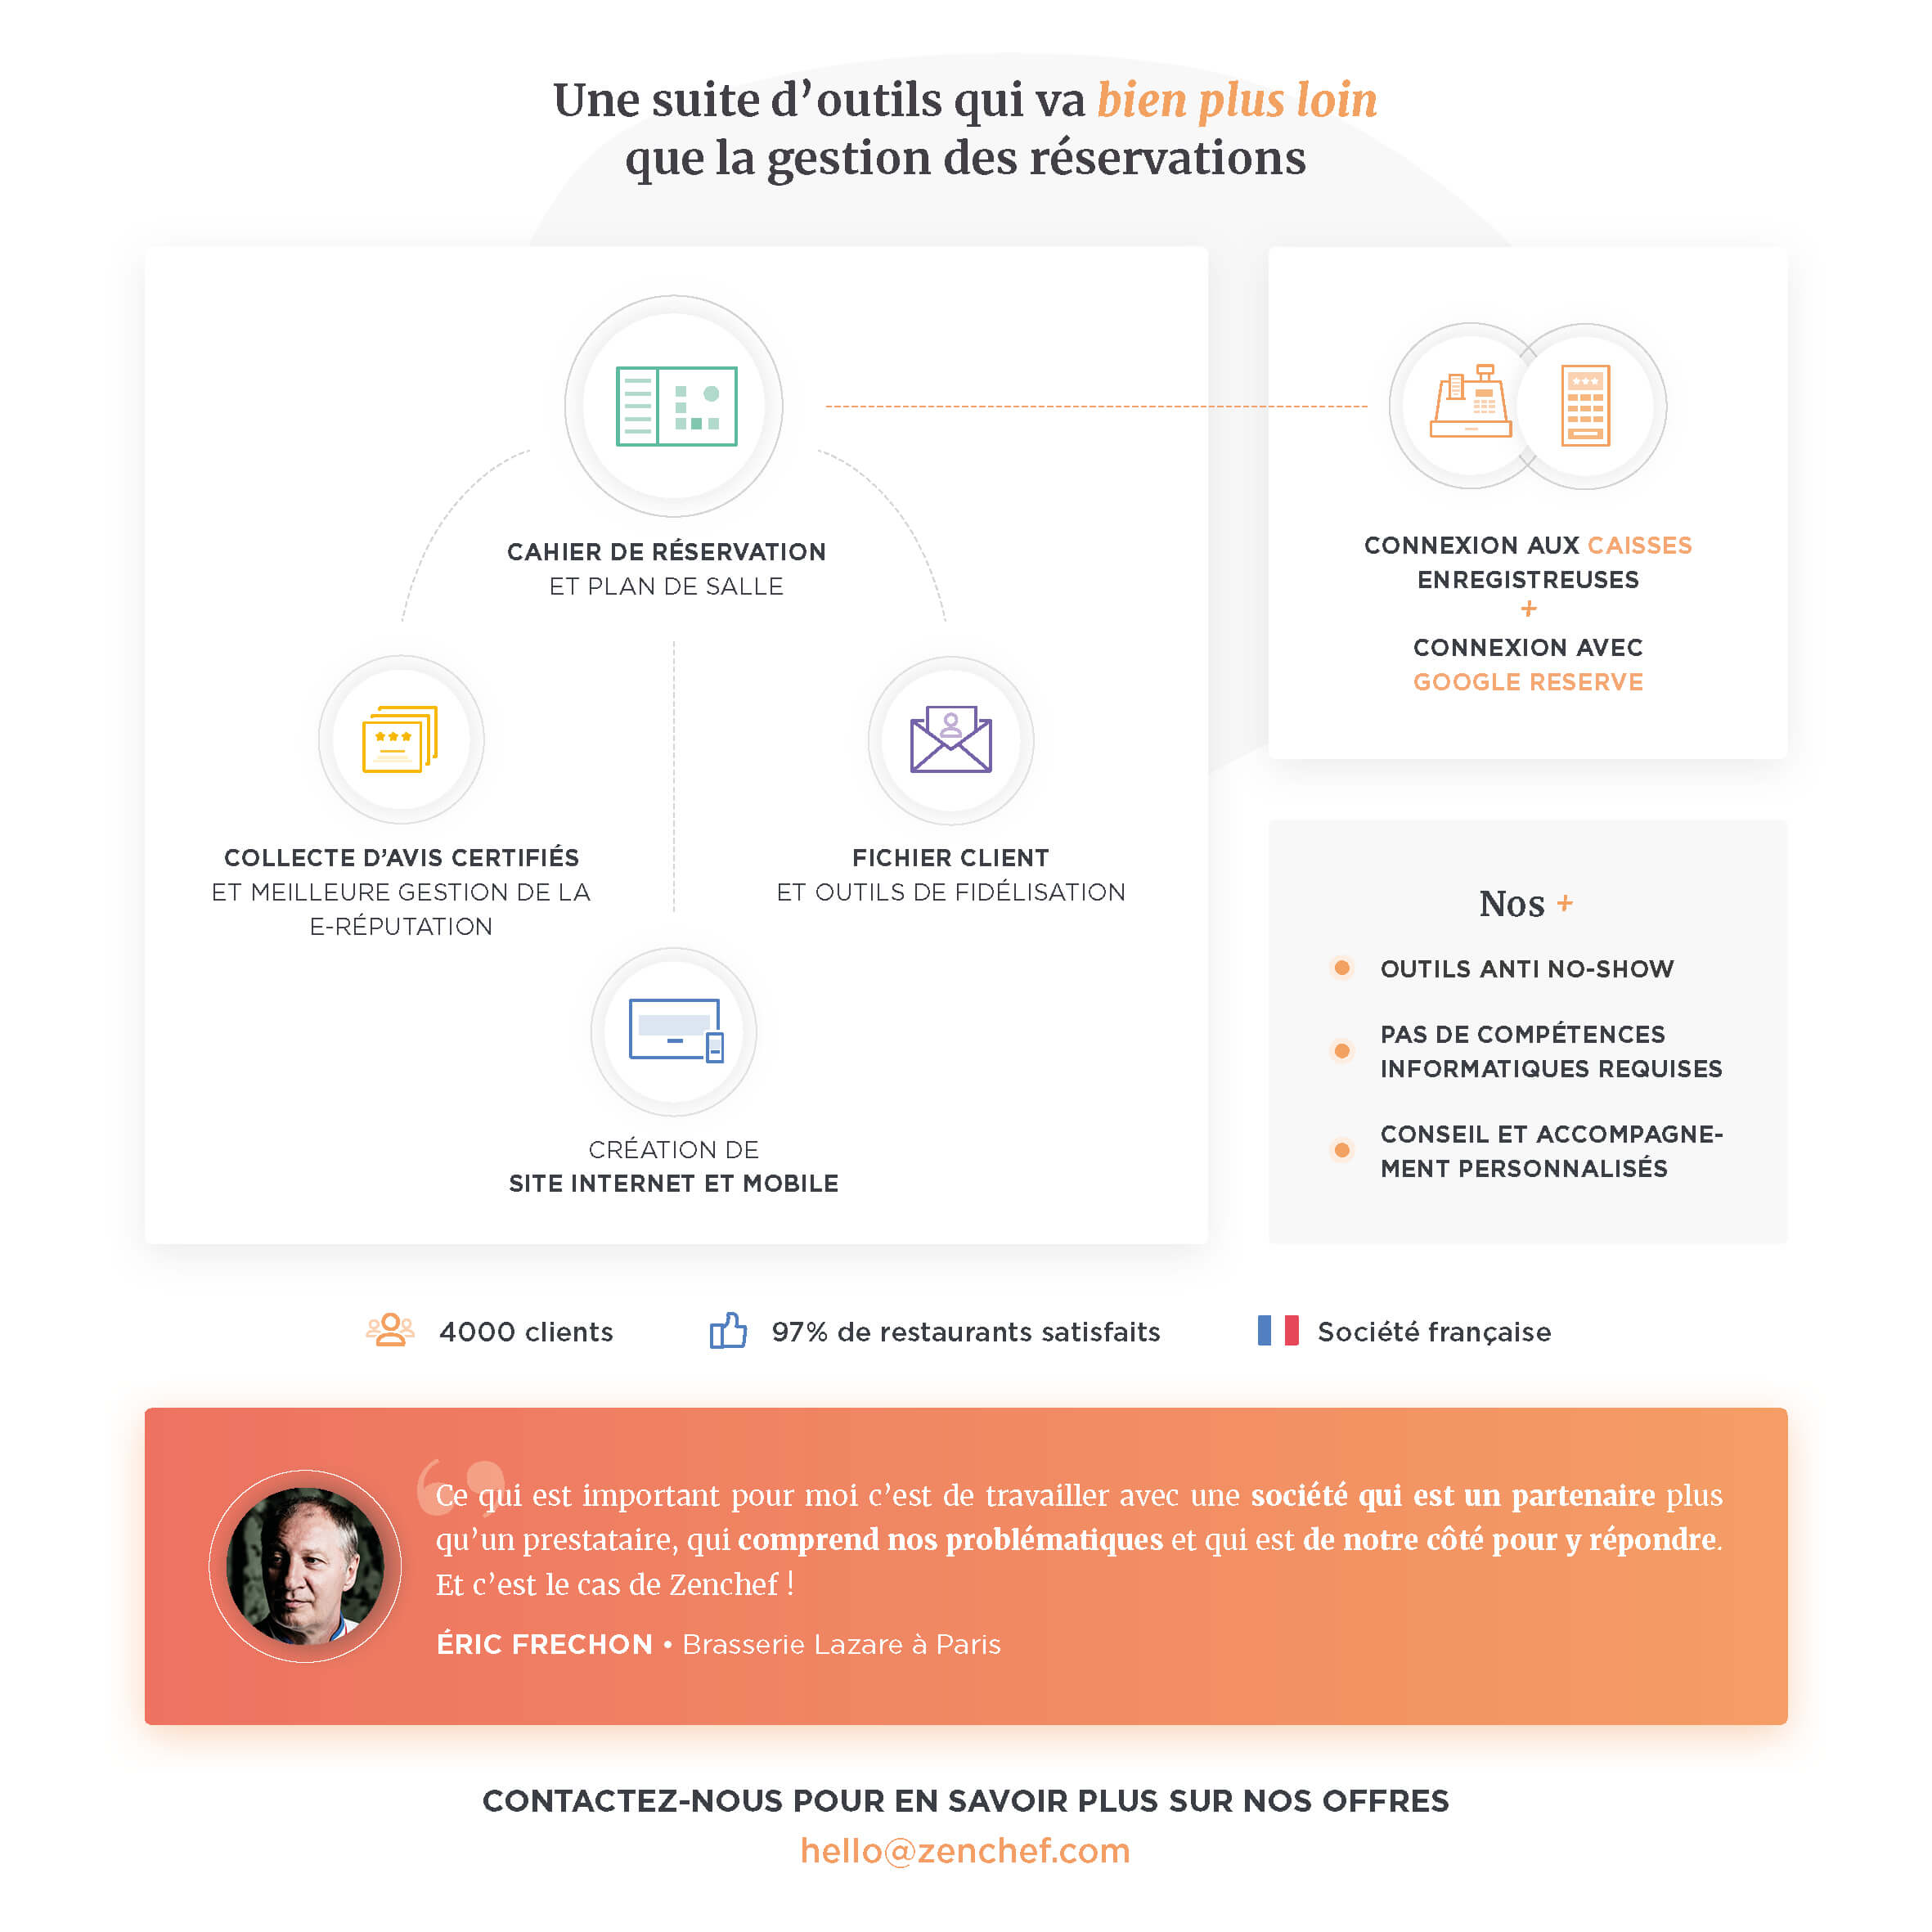 Une suite d’outils qui va bien plus loin
que la gestion des réservations
CAHIER DE RÉSERVATION
ET PLAN DE SALLE
COLLECTE D’AVIS CERTIFIÉS
ET MEILLEURE GESTION DE LA
E-RÉPUTATION
FICHIER CLIENT
ET OUTILS DE FIDÉLISATION
CRÉATION DE
SITE INTERNET ET MOBILE
CONNEXION AUX CAISSES
ENREGISTREUSES
+
CONNEXION AVEC
GOOGLE RESERVE
Nos +
OUTILS ANTI NO-SHOW
PAS DE COMPÉTENCES
INFORMATIQUES REQUISES
CONSEIL ET ACCOMPAGNE-
MENT PERSONNALISÉS
4000 clients
97% de restaurants satisfaits
Société française
Ce qui est important pour moi c’est de travailler avec une société qui est un partenaire plus
qu’un prestataire, qui comprend nos problématiques et qui est de notre côté pour y répondre.
Et c’est le cas de Zenchef !
ÉRIC FRECHON • Brasserie Lazare à Paris
CONTACTEZ-NOUS POUR EN SAVOIR PLUS SUR NOS OFFRES
hello@zenchef.com